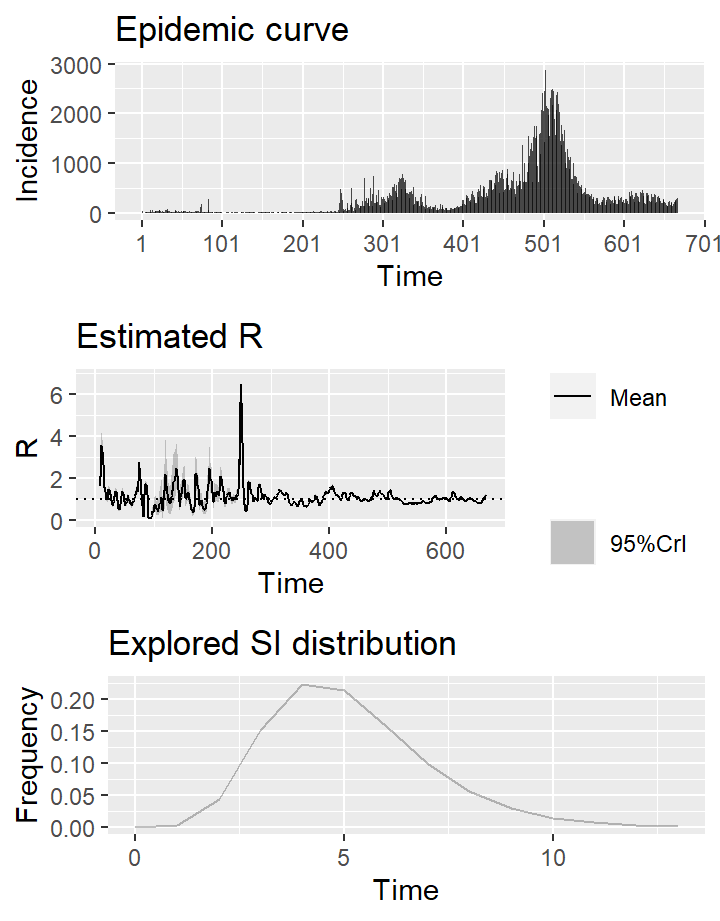 Epidemic curve
3000
2000
1000
0
Incidence
1 101 201 301 401 501 601 701
Time
Estimated R
6
4
2
0
R
0 200 400 600
Time
Mean
95%CrI
Explored SI distribution
0.20
0.15
0.10
0.05
0.00
Frequency
0 5 10
Time